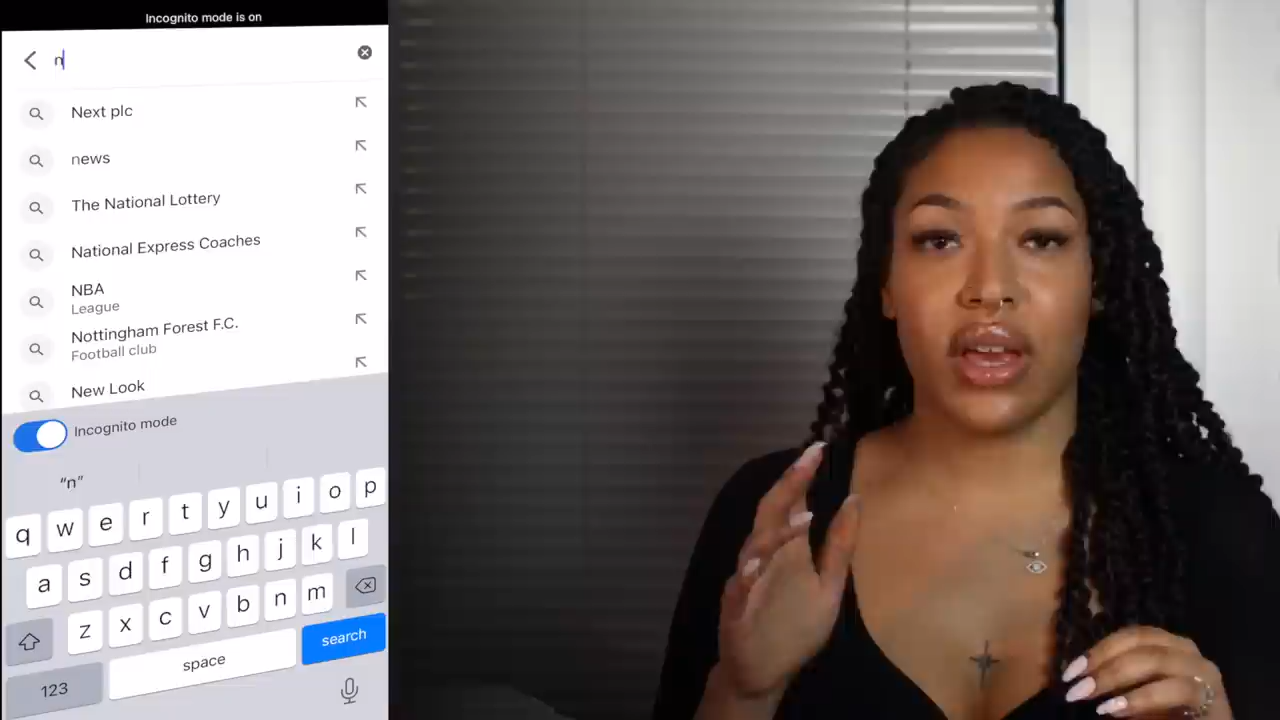 Incognito mode is on
n
Next plc
news
The National Lottery
National Express Coaches
NBA
League
Nottingham Forest F.C.
Football club
New Look
Incognito mode
“n”
q w e r t y u i o p
a s d f g h j k l
z x c v b n m
123 space search